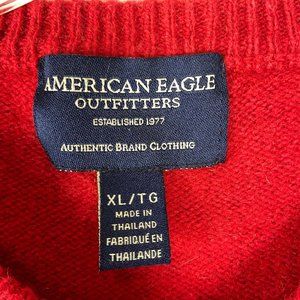 AMERICAN EAGLE
OUTFITTERS
ESTABLISHED 1977
AUTHENTIC BRAND CLOTHING
XL/TG
MADE IN
THAILAND
FABRIQUÉ EN
THAILANDE